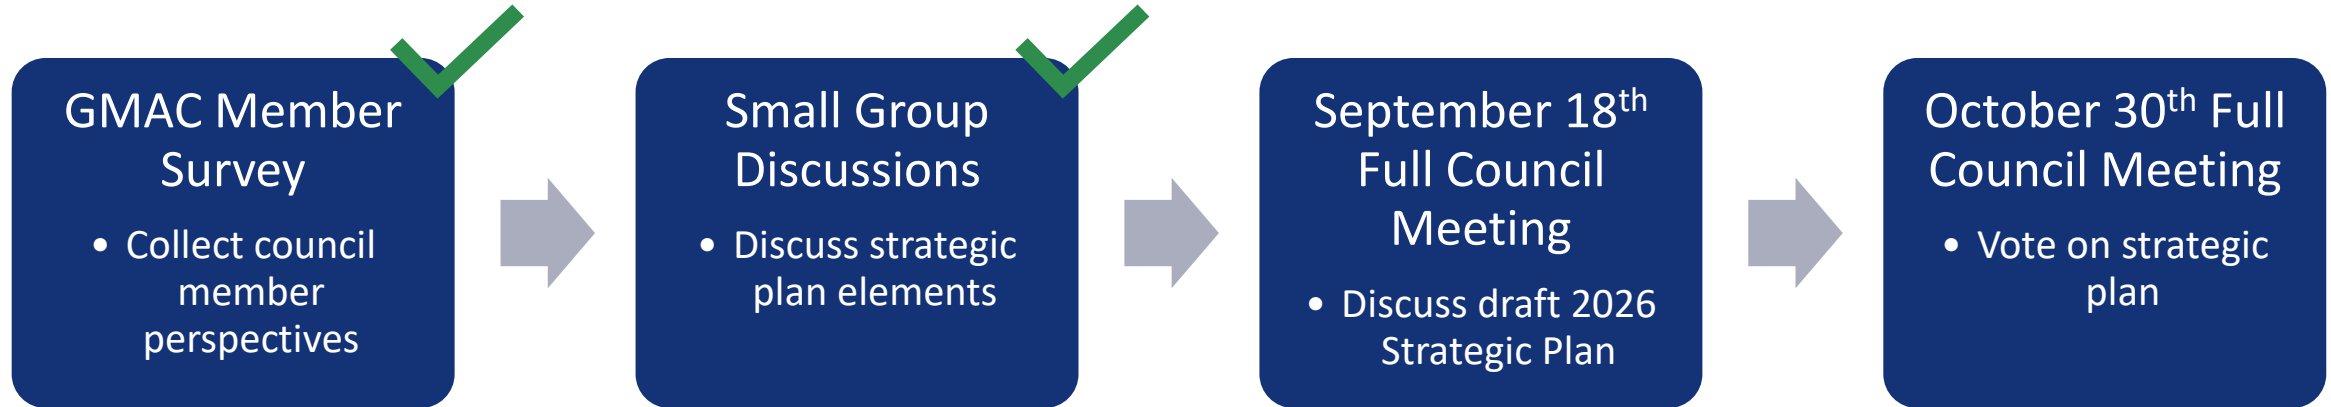 GMAC Member
Survey
• Collect council
member
perspectives
Small Group
Discussions
• Discuss strategic
plan elements
September 18th
Full Council
Meeting
• Discuss draft 2026
Strategic Plan
October 30th Full
Council Meeting
• Vote on strategic
plan